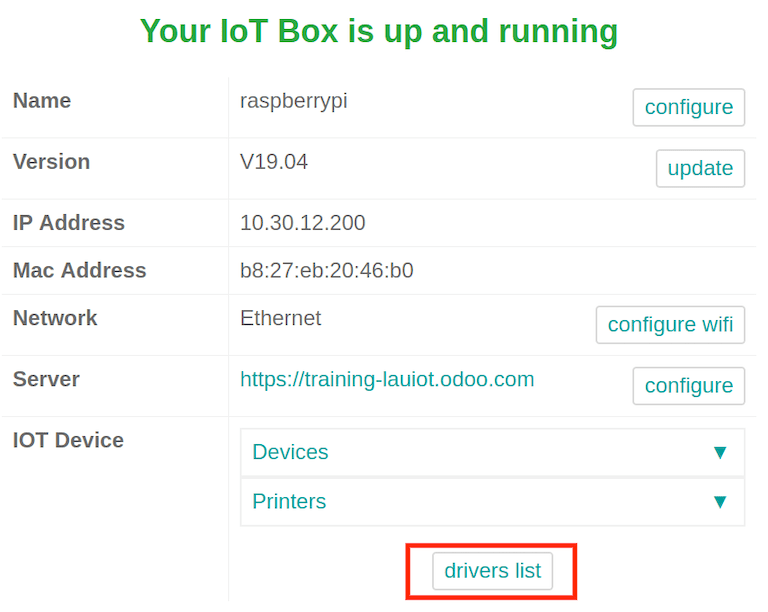 Your IoT Box is up and running
Name raspberrypi configure
Version V19.04 update
IP Address 10.30.12.200
Mac Address b8:27:eb:20:46:b0
Network Ethernet configure wifi
Server https://training-lauiot.odoo.com configure
IOT Device Devices ▼
Printers ▼
drivers list